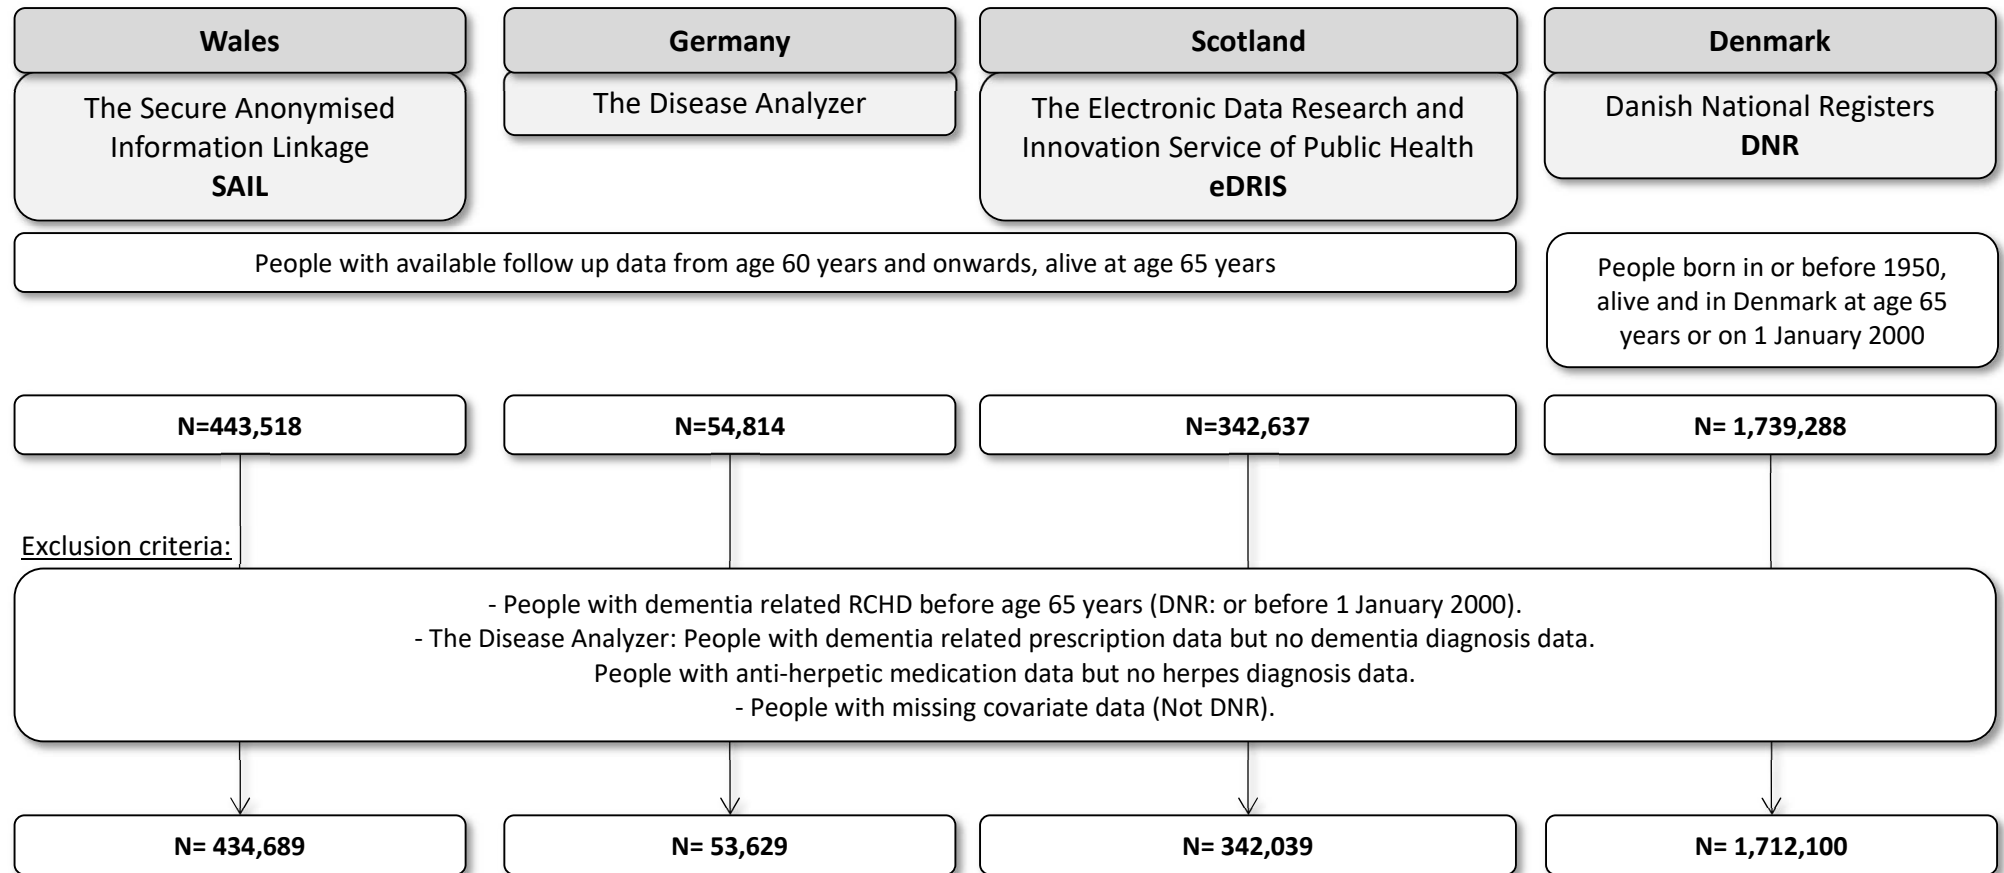 Wales
Germany
Scotland
Denmark
The Secure Anonymised
Information Linkage
SAIL
The Disease Analyzer
The Electronic Data Research and
Innovation Service of Public Health
eDRIS
Danish National Registers
DNR
People with available follow up data from age 60 years and onwards, alive at age 65 years
People born in or before 1950,
alive and in Denmark at age 65
years or on 1 January 2000
N=443,518
N=54,814
N=342,637
N= 1,739,288
Exclusion criteria:
- People with dementia related RCHD before age 65 years (DNR: or before 1 January 2000).
- The Disease Analyzer: People with dementia related prescription data but no dementia diagnosis data.
People with anti-herpetic medication data but no herpes diagnosis data.
- People with missing covariate data (Not DNR).
N= 434,689
N= 53,629
N= 342,039
N= 1,712,100